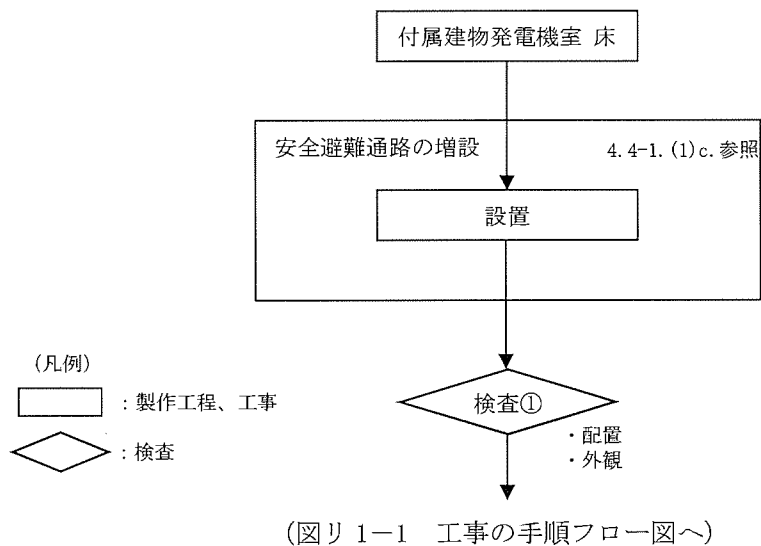 付属建物発電機室 床
安全避難通路の増設
4.4-1.(1)c.参照
設置
検査①
・配置
・外観
(凡例)
：製作工程、工事
：検査
(図リ 1－1 工事の手順フロー図へ)